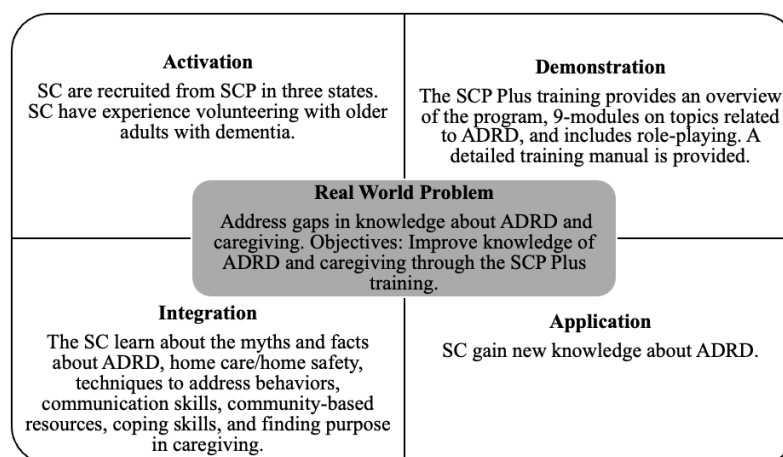 Activation
SC are recruited from SCP in three states.
SC have experience volunteering with older
adults with dementia.
Demonstration
The SCP Plus training provides an overview
of the program, 9-modules on topics related
to ADRD, and includes role-playing. A
detailed training manual is provided.
Real World Problem
Address gaps in knowledge about ADRD and
caregiving. Objectives: Improve knowledge of
ADRD and caregiving through the SCP Plus
training.
Integration
The SC learn about the myths and facts
about ADRD, home care/home safety,
techniques to address behaviors,
communication skills, community-based
resources, coping skills, and finding purpose
in caregiving.
Application
SC gain new knowledge about ADRD.